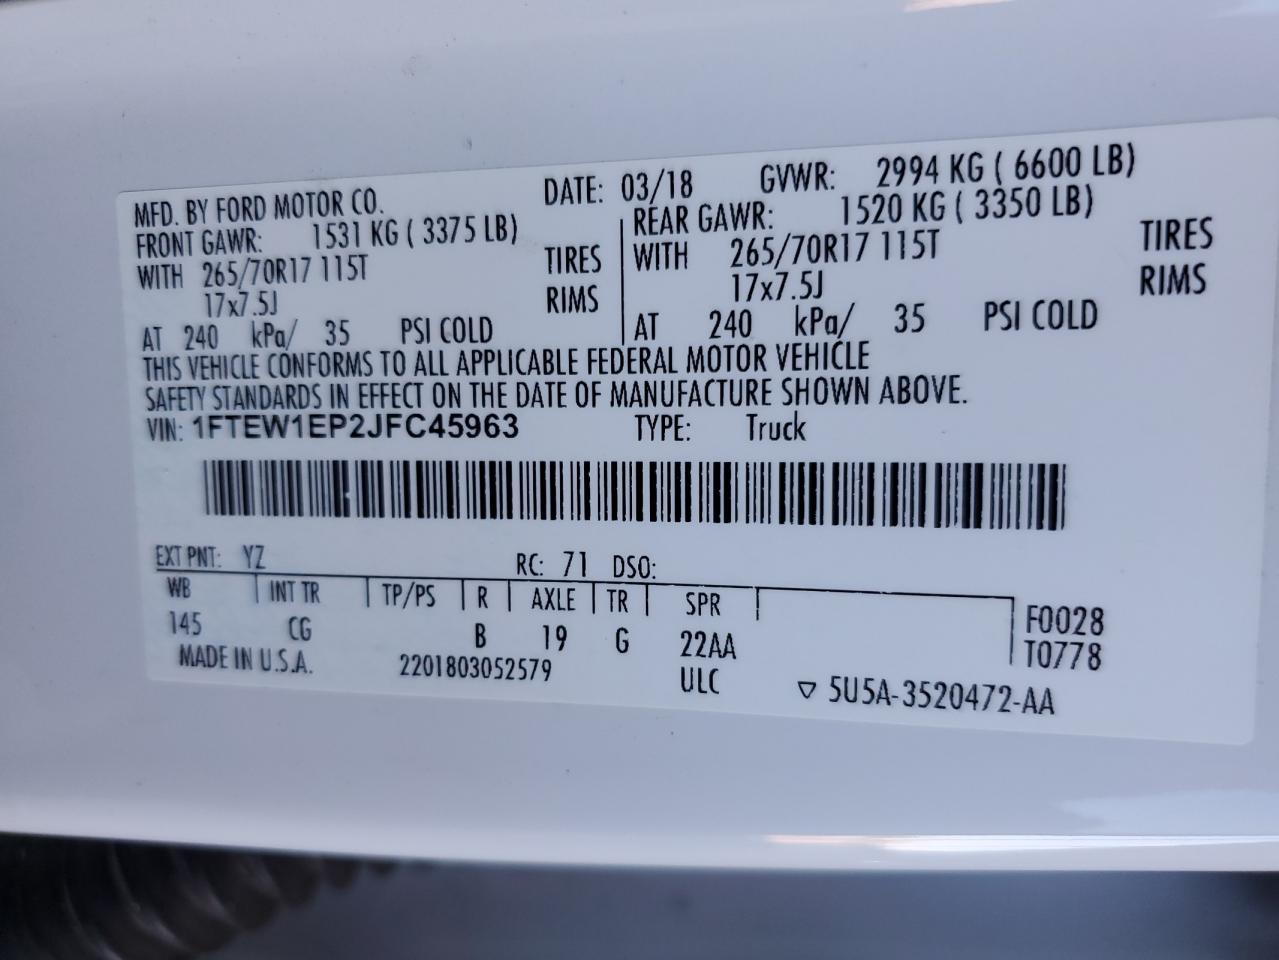 MFD. BY FORD MOTOR CO. DATE: 03/18 GVWR: 2994 KG ( 6600 LB)
FRONT GAWR: 1531 KG ( 3375 LB) REAR GAWR: 1520 KG ( 3350 LB)
WITH 265/70R17 115T TIRES WITH 265/70R17 115T TIRES
17x7.5J RIMS 17x7.5J RIMS
AT 240 kPa/ 35 PSI COLD AT 240 kPa/ 35 PSI COLD
THIS VEHICLE CONFORMS TO ALL APPLICABLE FEDERAL MOTOR VEHICLE
SAFETY STANDARDS IN EFFECT ON THE DATE OF MANUFACTURE SHOWN ABOVE.
VIN: 1FTEW1EP2JFC45963 TYPE: Truck
EXT PNT: YZ RC: 71 DSO:
WB INT TR TP/PS R AXLE TR SPR F0028
145 CG B 19 G 22AA T0778
MADE IN U.S.A. 2201803052579 ULC ▽ 5U5A-3520472-AA